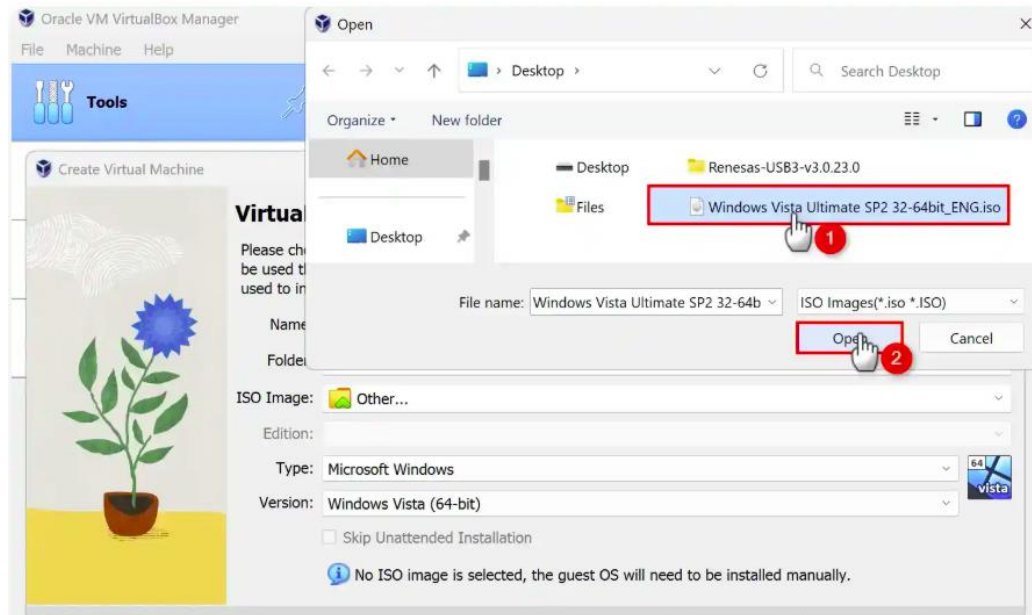 Oracle VM VirtualBox Manager
File Machine Help
Tools
Open
Desktop
Search Desktop
Organize New folder
Home
Desktop
Desktop
Files
Renesas-USB3-v3.0.23.0
Windows Vista Ultimate SP2 32-64bit_ENG.iso
1
File name: Windows Vista Ultimate SP2 32-64b ISO Images(*.iso *.ISO)
Open Cancel
2
Create Virtual Machine
Virtual
Please
be used
used to
Name
Folder
ISO Image: Other...
Edition:
Type: Microsoft Windows
Version: Windows Vista (64-bit)
64
vista
Skip Unattended Installation
No ISO image is selected, the guest OS will need to be installed manually.